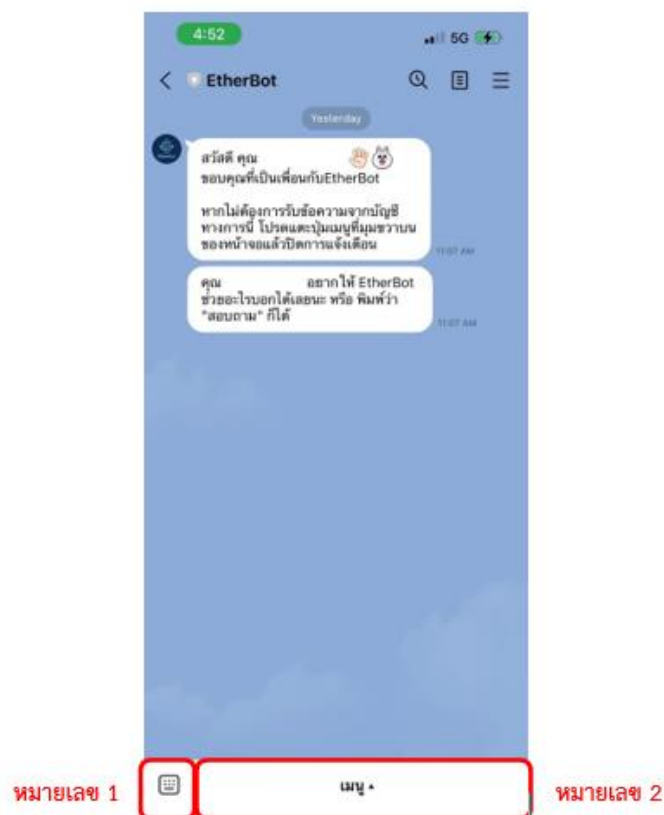 4:52
5G
EtherBot
Yesterday
สวัสดี คุณ
ขอบคุณที่เป็นเพื่อนกับEtherBot
หากไม่ต้องการรับข้อความจากบัญชี
ทางการนี้ โปรดแตะปุ่มเมนูที่มุมขวาบน
ของหน้าจอแล้วปิดการแจ้งเตือน
11:07 AM
คุณ อยากให้ EtherBot
ช่วยอะไรบอกได้เลยนะ หรือ พิมพ์ว่า
"สอบถาม" ก็ได้
11:07 AM
หมายเลข 1
เมนู
หมายเลข 2